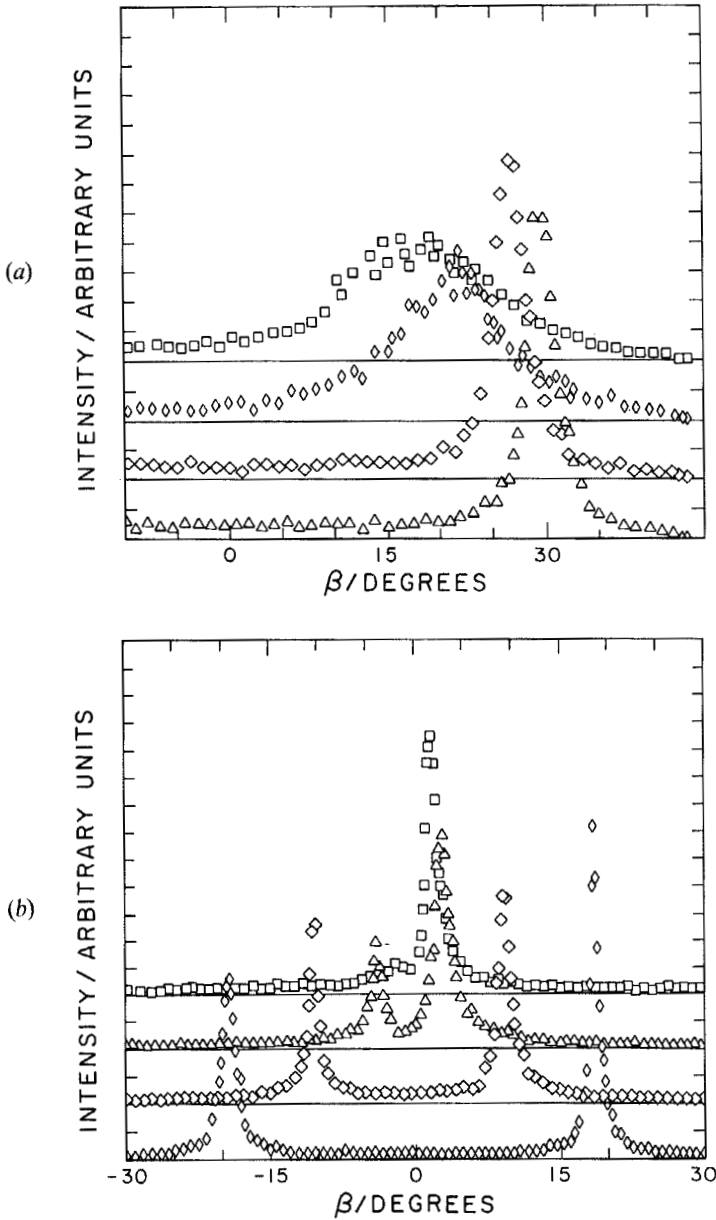 (a)
INTENSITY / ARBITRARY UNITS
0 15 30
β/DEGREES
(b)
INTENSITY / ARBITRARY UNITS
-30 -15 0 15 30
β/DEGREES